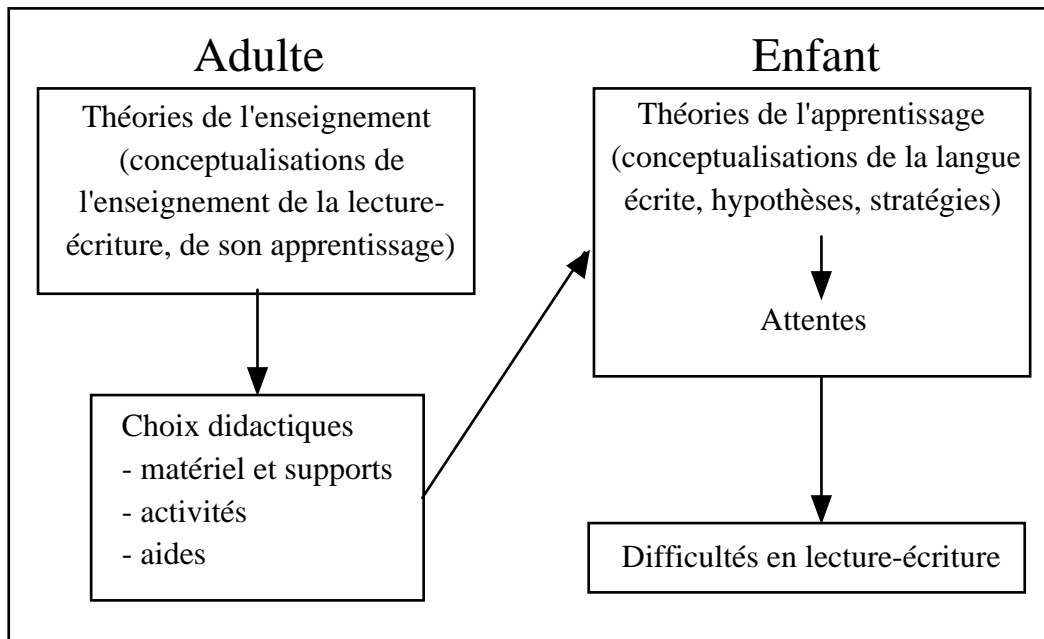 Adulte
Théories de l'enseignement
(conceptualisations de
l'enseignement de la lecture-
écriture, de son apprentissage)
Choix didactiques
- matériel et supports
- activités
- aides
Enfant
Théories de l'apprentissage
(conceptualisations de la langue
écrite, hypothèses, stratégies)
Attentes
Difficultés en lecture-écriture